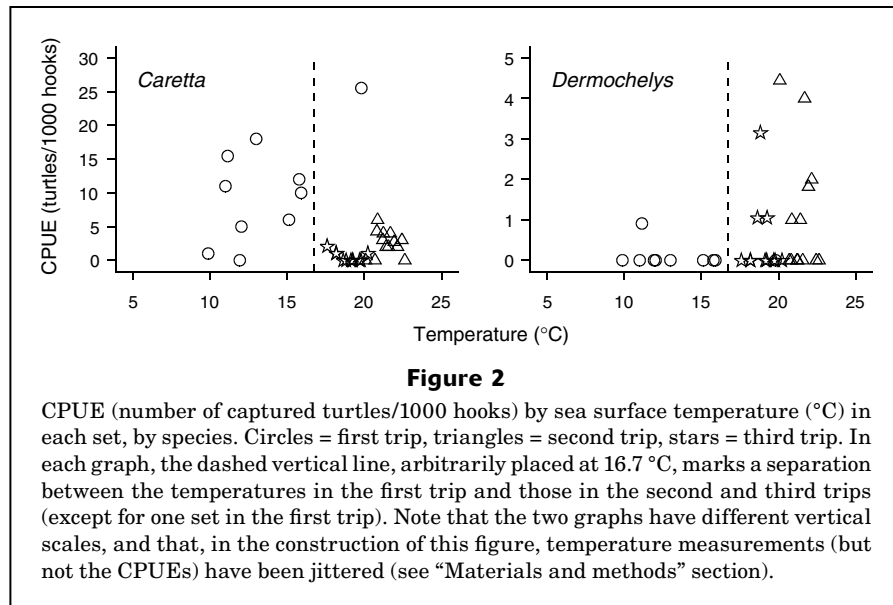 Caretta
Dermochelys
CPUE (turtles/1000 hooks)
30
25
20
15
10
5
0
5
4
3
2
1
0
5 10 15 20 25
5 10 15 20 25
Temperature (°C)
Figure 2
CPUE (number of captured turtles/1000 hooks) by sea surface temperature (°C) in
each set, by species. Circles = first trip, triangles = second trip, stars = third trip. In
each graph, the dashed vertical line, arbitrarily placed at 16.7 °C, marks a separation
between the temperatures in the first trip and those in the second and third trips
(except for one set in the first trip). Note that the two graphs have different vertical
scales, and that, in the construction of this figure, temperature measurements (but
not the CPUEs) have been jittered (see “Materials and methods” section).